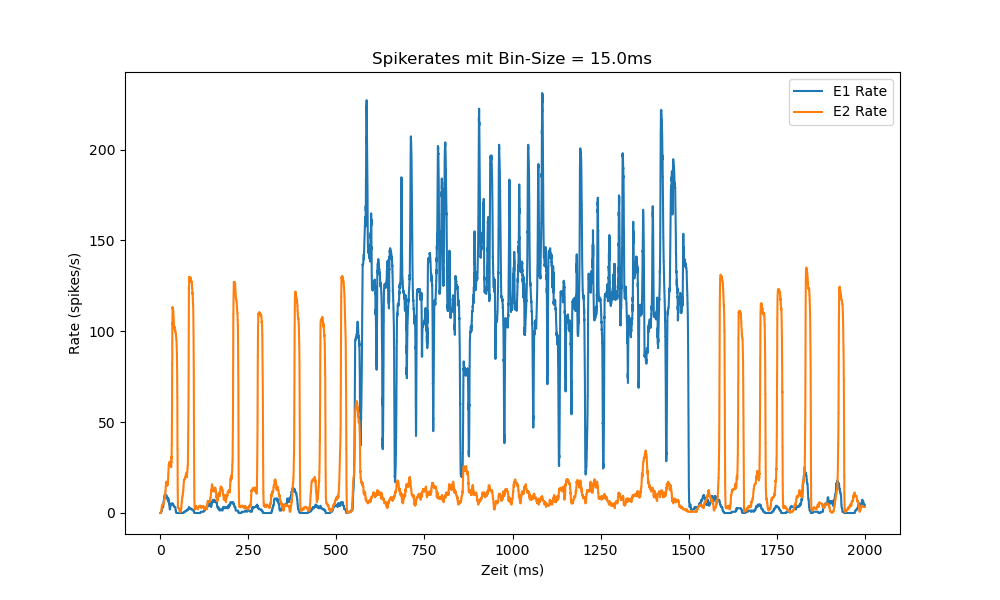 Spikerates mit Bin-Size = 15.0ms
E1 Rate
E2 Rate
Rate (spikes/s)
200
150
100
50
0
0 250 500 750 1000 1250 1500 1750 2000
Zeit (ms)